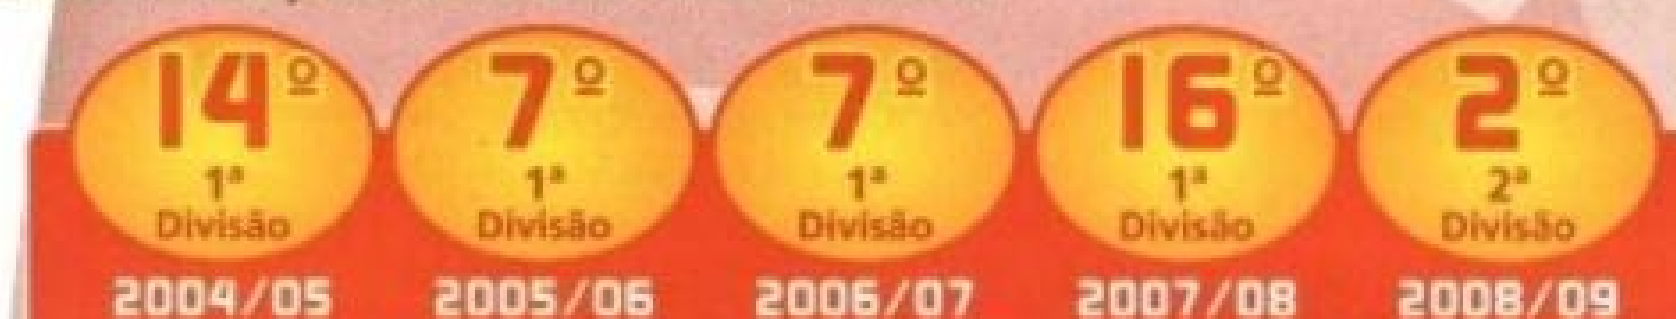 14º
1ª
Divisão
2004/05
7º
1ª
Divisão
2005/06
7º
1ª
Divisão
2006/07
16º
1ª
Divisão
2007/08
2º
2ª
Divisão
2008/09